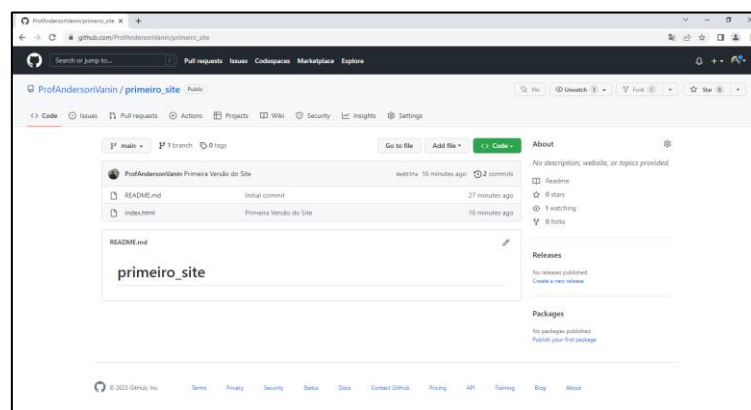 ProfAndersonVanin/primeiro_site
github.com/ProfAndersonVanin/primeiro_site
Search or jump to... / Pull requests Issues Codespaces Marketplace Explore
ProfAndersonVanin / primeiro_site Public Pin Unwatch 1 Fork 0 Star 0
Code Issues Pull requests Actions Projects Wiki Security Insights Settings
main 1 branch 0 tags Go to file Add file Code
ProfAndersonVanin Primeira Versão do Site 16 minutes ago 2 commits
README.md Initial commit 27 minutes ago
index.html Primeira Versão do Site 16 minutes ago
README.md
primeiro_site
About
No description, website, or topics provided.
Readme
0 stars
1 watching
0 forks
Releases
No releases published
Create a new release
Packages
No packages published
Publish your first package
© 2023 GitHub, Inc. Terms Privacy Security Status Docs Contact GitHub Pricing API Training Blog About